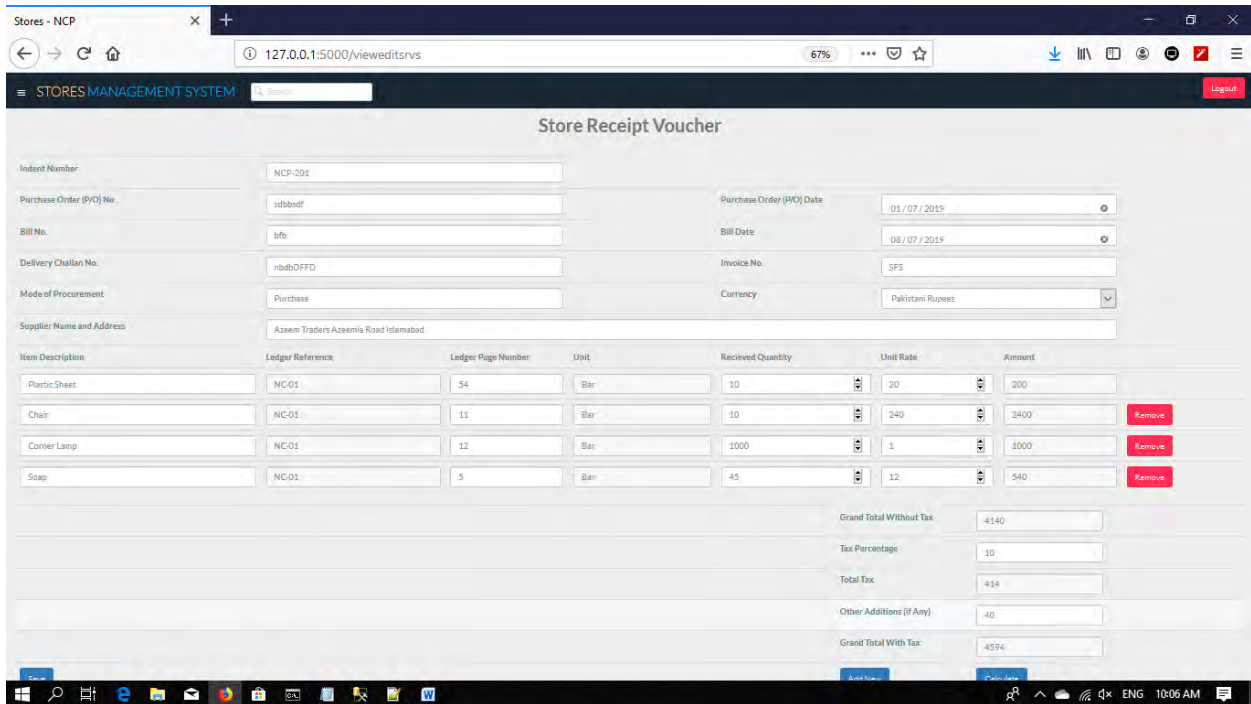 Stores - NCP
127.0.0.1:5000/vieweditsrvs 67%
STORES MANAGEMENT SYSTEM Search Logout
Store Receipt Voucher
Indent Number NCP-201
Purchase Order (P/O) No. sdbbsdf Purchase Order (P/O) Date 01 / 07 / 2019
Bill No. bfb Bill Date 08 / 07 / 2019
Delivery Challan No. nbdbDFFD Invoice No. SFS
Mode of Procurement Purchase Currency Pakistani Rupees
Supplier Name and Address Azeem Traders Azeemia Road Islamabad
Item Description Ledger Reference Ledger Page Number Unit Recieved Quantity Unit Rate Amount
Plastic Sheet NC-01 54 Bar 10 20 200
Chair NC-01 11 Bar 10 240 2400 Remove
Corner Lamp NC-01 12 Bar 1000 1 1000 Remove
Soap NC-01 5 Bar 45 12 540 Remove
Grand Total Without Tax 4140
Tax Percentage 10
Total Tax 414
Other Additions (if Any) 40
Grand Total With Tax 4594
Save Add New Calculate
ENG 10:06 AM